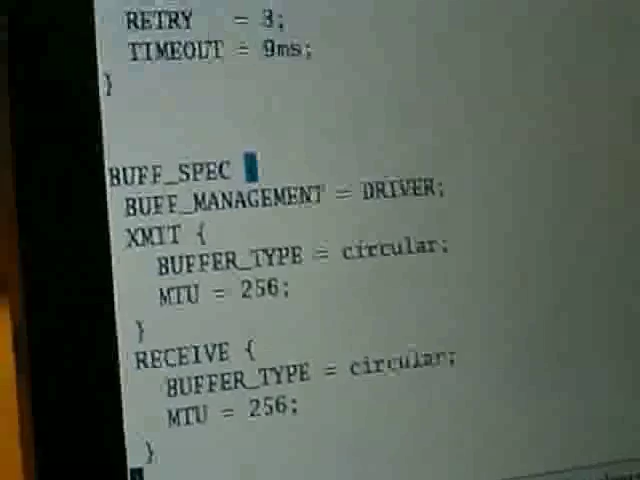 RETRY = 3;
TIMEOUT = 9ms;
}
BUFF_SPEC
BUFF_MANAGEMENT = DRIVER;
XMIT {
BUFFER_TYPE = circular;
MTU = 256;
}
RECEIVE {
BUFFER_TYPE = circular;
MTU = 256;
}